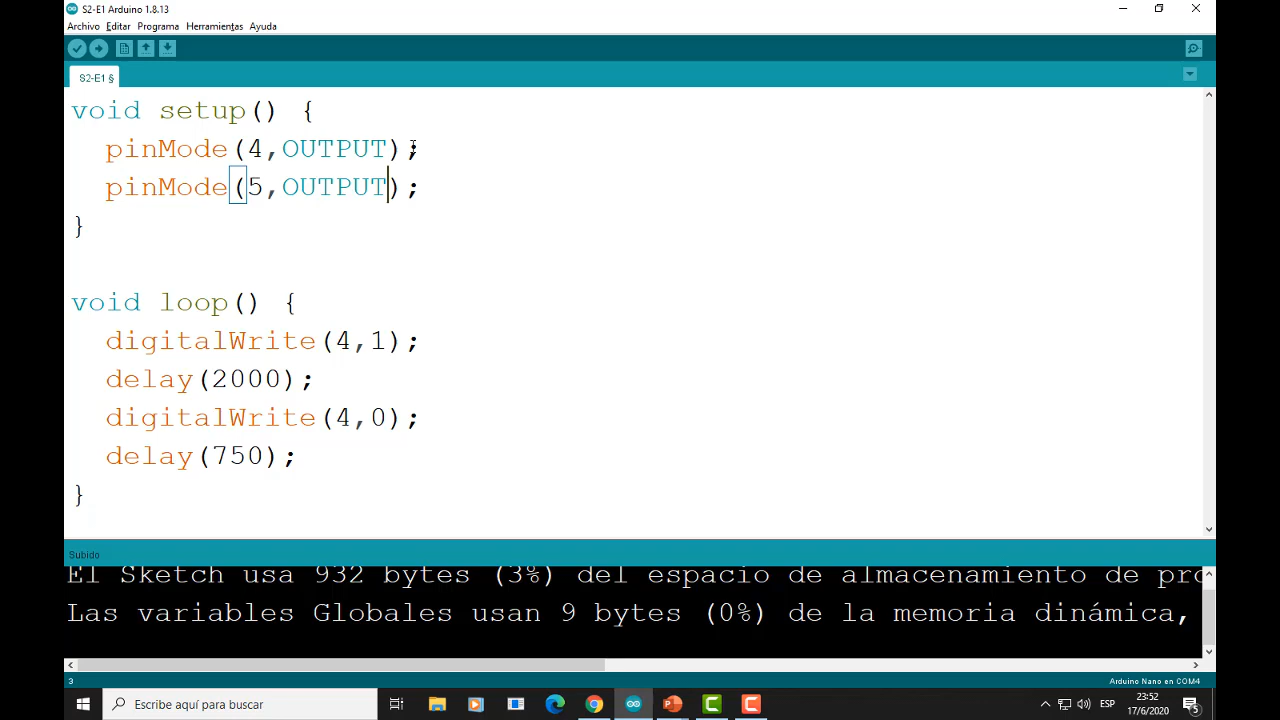 S2-E1 Arduino 1.8.13
Archivo Editar Programa Herramientas Ayuda
S2-E1 §
void setup() {
pinMode(4,OUTPUT);
pinMode(5,OUTPUT);
}
void loop() {
digitalWrite(4,1);
delay(2000);
digitalWrite(4,0);
delay(750);
}
Subido
El Sketch usa 932 bytes (3%) del espacio de almacenamiento de pro
Las variables Globales usan 9 bytes (0%) de la memoria dinámica,
3
Arduino Nano en COM4
Escribe aquí para buscar
ESP
23:52
17/6/2020
5